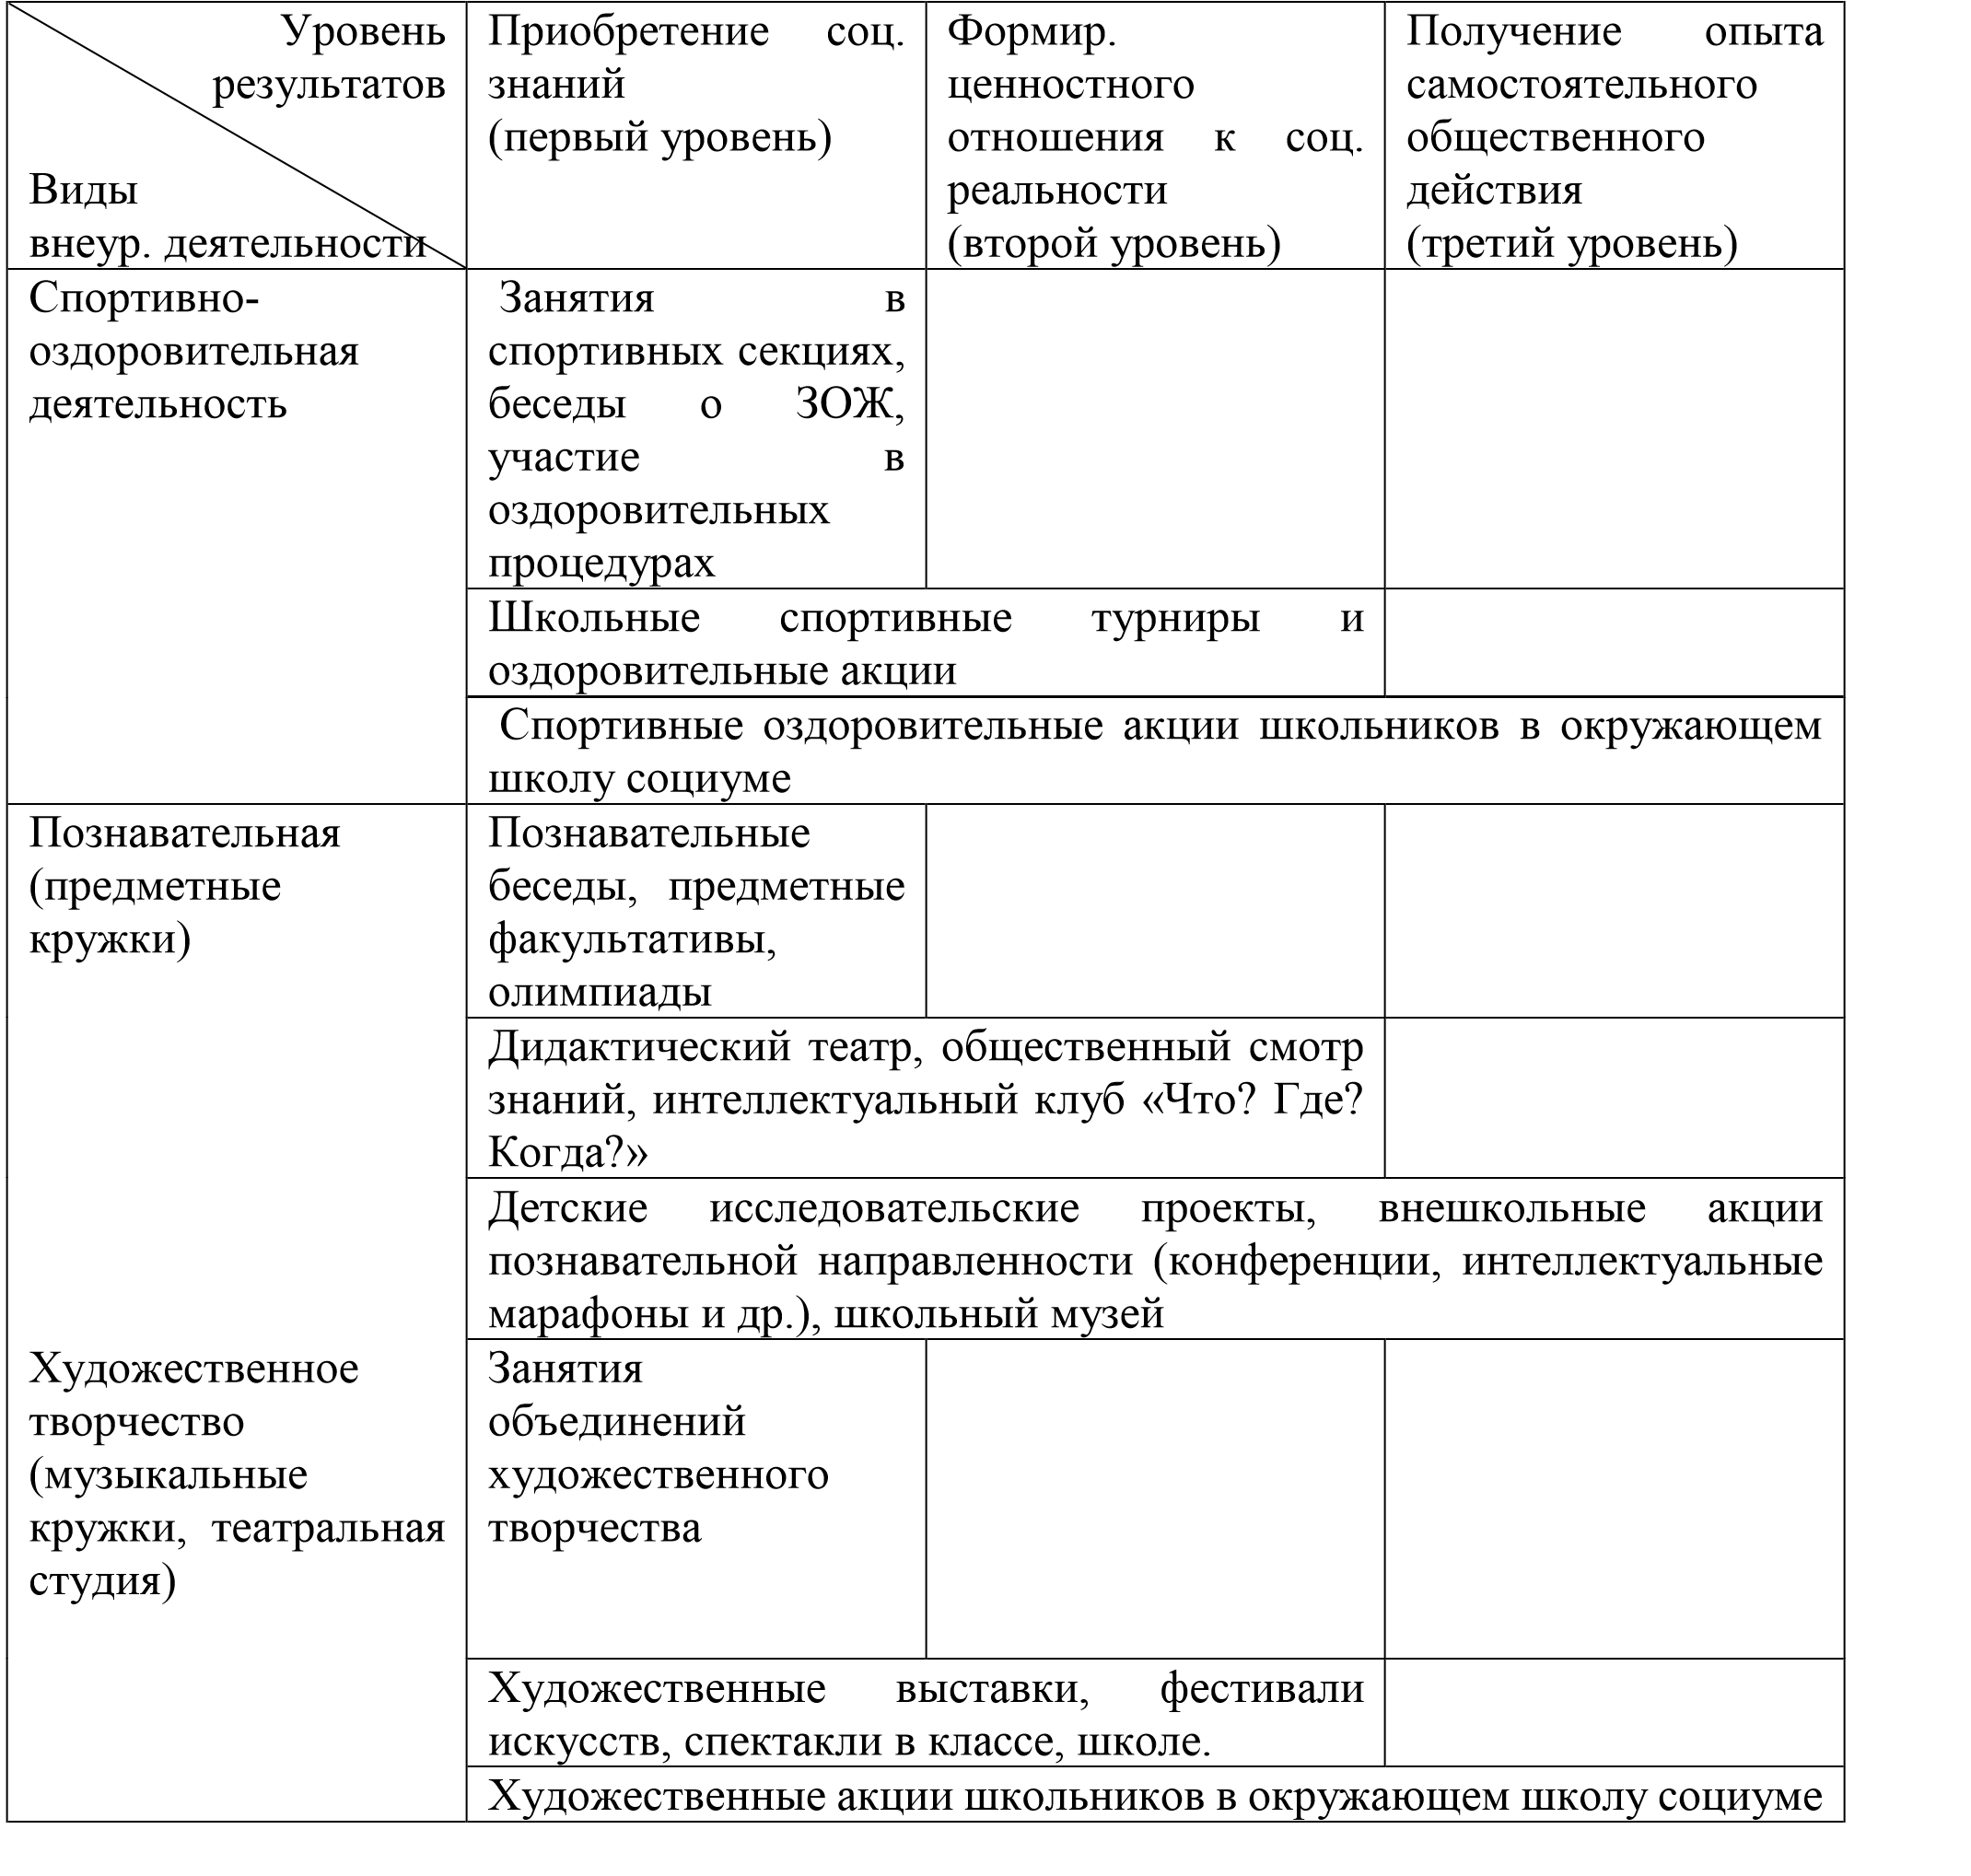 Уровень
результатов
Виды
внеур. деятельности
Приобретение соц.
знаний
(первый уровень)
Формир.
ценностного
отношения к соц.
реальности
(второй уровень)
Получение опыта
самостоятельного
общественного
действия
(третий уровень)
Спортивно-
оздоровительная
деятельность
Занятия в
спортивных секциях,
беседы о ЗОЖ,
участие в
оздоровительных
процедурах
Школьные спортивные турниры и
оздоровительные акции
Спортивные оздоровительные акции школьников в окружающем
школу социуме
Познавательная
(предметные
кружки)
Познавательные
беседы, предметные
факультативы,
олимпиады
Дидактический театр, общественный смотр
знаний, интеллектуальный клуб «Что? Где?
Когда?»
Детские исследовательские проекты, внешкольные акции
познавательной направленности (конференции, интеллектуальные
марафоны и др.), школьный музей
Художественное
творчество
(музыкальные
кружки, театральная
студия)
Занятия
объединений
художественного
творчества
Художественные выставки, фестивали
искусств, спектакли в классе, школе.
Художественные акции школьников в окружающем школу социуме